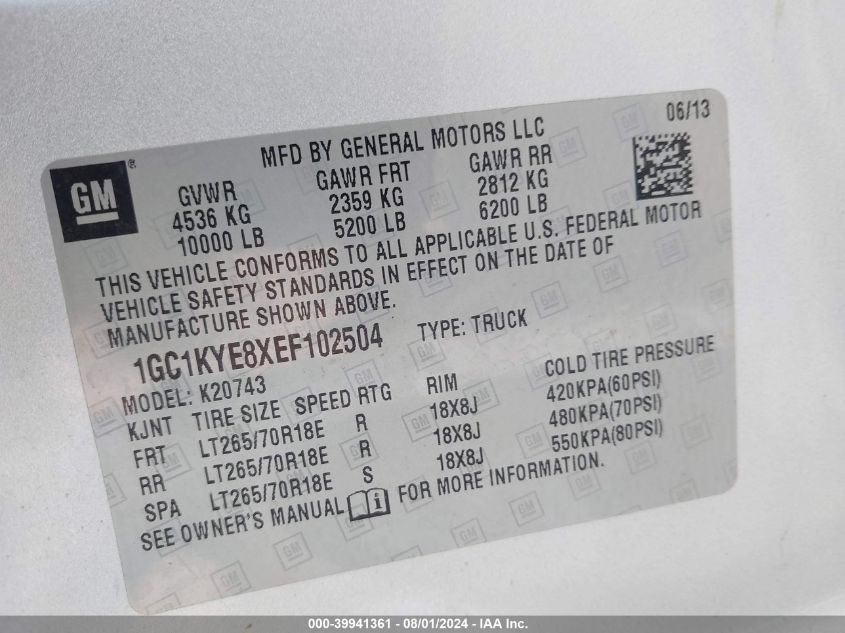 06/13
MFD BY GENERAL MOTORS LLC
GM®
GVWR GAWR FRT GAWR RR
4536 KG 2359 KG 2812 KG
10000 LB 5200 LB 6200 LB
THIS VEHICLE CONFORMS TO ALL APPLICABLE U.S. FEDERAL MOTOR
VEHICLE SAFETY STANDARDS IN EFFECT ON THE DATE OF
MANUFACTURE SHOWN ABOVE.
1GC1KYE8XEF102504 TYPE: TRUCK
MODEL: K20743
KJNT TIRE SIZE SPEED RTG RIM COLD TIRE PRESSURE
FRT LT265/70R18E R 18X8J 420KPA(60PSI)
RR LT265/70R18E R 18X8J 480KPA(70PSI)
SPA LT265/70R18E S 18X8J 550KPA(80PSI)
SEE OWNER'S MANUAL FOR MORE INFORMATION.
000-39941361 - 08/01/2024 - IAA Inc.